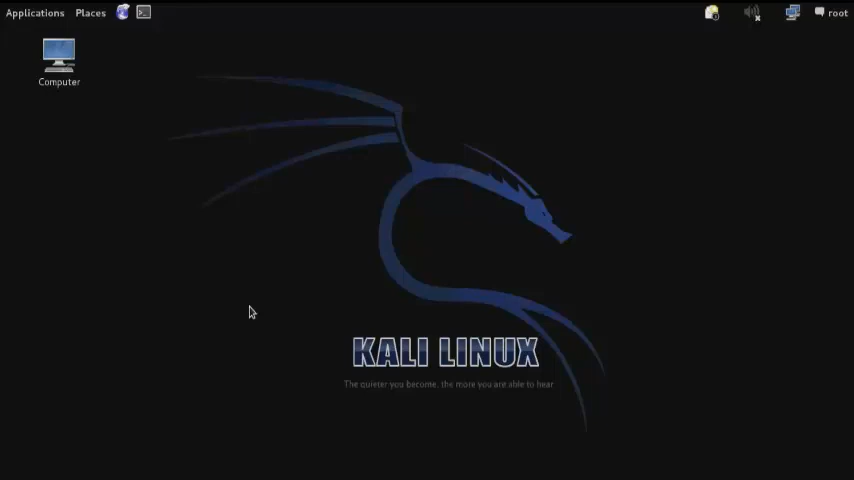 Applications Places root
Computer
KALI LINUX
The quieter you become, the more you are able to hear